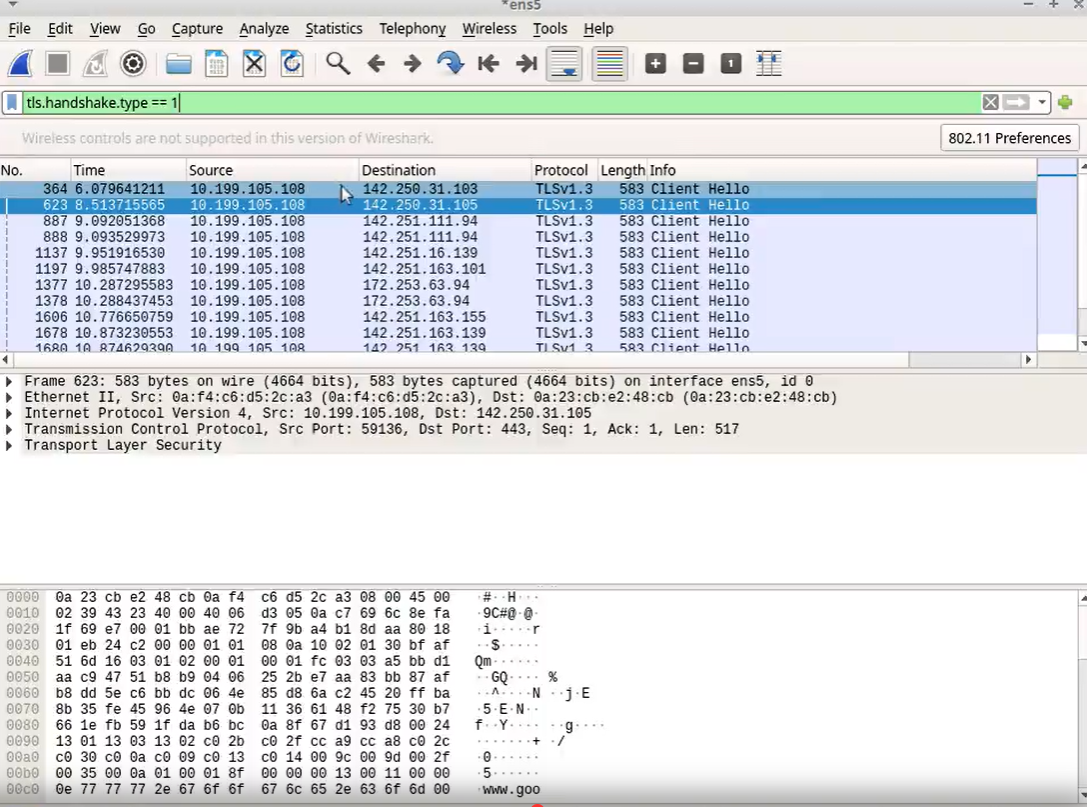 *ens5
File Edit View Go Capture Analyze Statistics Telephony Wireless Tools Help
tls.handshake.type == 1
Wireless controls are not supported in this version of Wireshark.
802.11 Preferences
No. Time Source Destination Protocol Length Info
364 6.079641211 10.199.105.108 142.250.31.103 TLSv1.3 583 Client Hello
623 8.513715565 10.199.105.108 142.250.31.105 TLSv1.3 583 Client Hello
887 9.092051368 10.199.105.108 142.251.111.94 TLSv1.3 583 Client Hello
888 9.093529973 10.199.105.108 142.251.111.94 TLSv1.3 583 Client Hello
1137 9.951916530 10.199.105.108 142.251.16.139 TLSv1.3 583 Client Hello
1197 9.985747883 10.199.105.108 142.251.163.101 TLSv1.3 583 Client Hello
1377 10.287295583 10.199.105.108 172.253.63.94 TLSv1.3 583 Client Hello
1378 10.288437453 10.199.105.108 172.253.63.94 TLSv1.3 583 Client Hello
1606 10.776650759 10.199.105.108 142.251.163.155 TLSv1.3 583 Client Hello
1678 10.873230553 10.199.105.108 142.251.163.139 TLSv1.3 583 Client Hello
1680 10.874629390 10.199.105.108 142.251.163.139 TLSv1.3 583 Client Hello
Frame 623: 583 bytes on wire (4664 bits), 583 bytes captured (4664 bits) on interface ens5, id 0
Ethernet II, Src: 0a:f4:c6:d5:2c:a3 (0a:f4:c6:d5:2c:a3), Dst: 0a:23:cb:e2:48:cb (0a:23:cb:e2:48:cb)
Internet Protocol Version 4, Src: 10.199.105.108, Dst: 142.250.31.105
Transmission Control Protocol, Src Port: 59136, Dst Port: 443, Seq: 1, Ack: 1, Len: 517
Transport Layer Security
0000 0a 23 cb e2 48 cb 0a f4 c6 d5 2c a3 08 00 45 00 ·#··H···
0010 02 39 43 23 40 00 40 06 d3 05 0a c7 69 6c 8e fa ·9C#@·@·
0020 1f 69 e7 00 01 bb ae 72 7f 9b a4 b1 8d aa 80 18 ·i·····r
0030 01 eb 24 c2 00 00 01 01 08 0a 10 02 01 30 bf af ··$·····
0040 51 6d 16 03 01 02 00 01 00 01 fc 03 03 a5 bb d1 Qm······
0050 aa c9 47 51 b8 b9 04 06 25 2b e7 aa 83 bb 87 af ··GQ···· %
0060 b8 dd 5e c6 bb dc 06 4e 85 d8 6a c2 45 20 ff ba ··^····N ··j·E
0070 8b 35 fe 45 96 4e 07 0b 11 36 61 48 f2 75 30 b7 ·5·E·N··
0080 66 1e fb 59 1f da b6 bc 0a 8f 67 d1 93 d8 00 24 f··Y···· ··g····
0090 13 01 13 03 13 02 c0 2b c0 2f cc a9 cc a8 c0 2c ·······+ ·/
00a0 c0 30 c0 0a c0 09 c0 13 c0 14 00 9c 00 9d 00 2f ·0······
00b0 00 35 00 0a 01 00 01 8f 00 00 00 13 00 11 00 00 ·5······
00c0 0e 77 77 77 2e 67 6f 6f 67 6c 65 2e 63 6f 6d 00 ·www.goo